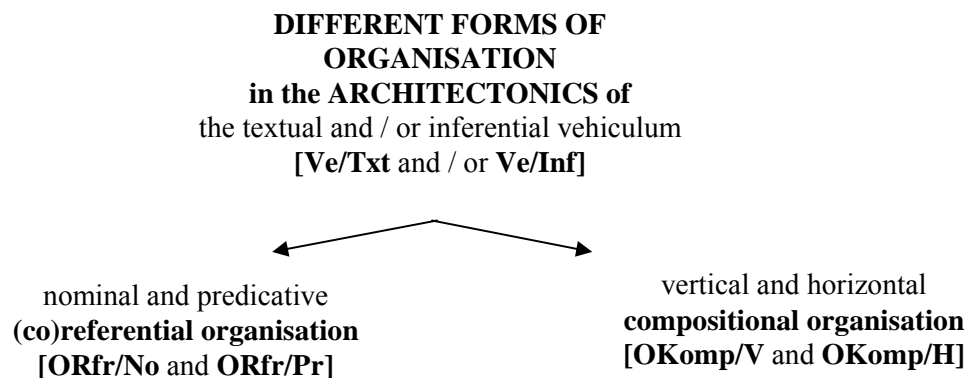 DIFFERENT FORMS OF
ORGANISATION
in the ARCHITECTONICS of
the textual and / or inferential vehiculum
[Ve/Txt and / or Ve/Inf]
nominal and predicative
(co)referential organisation
[ORfr/No and ORfr/Pr]
vertical and horizontal
compositional organisation
[OKomp/V and OKomp/H]